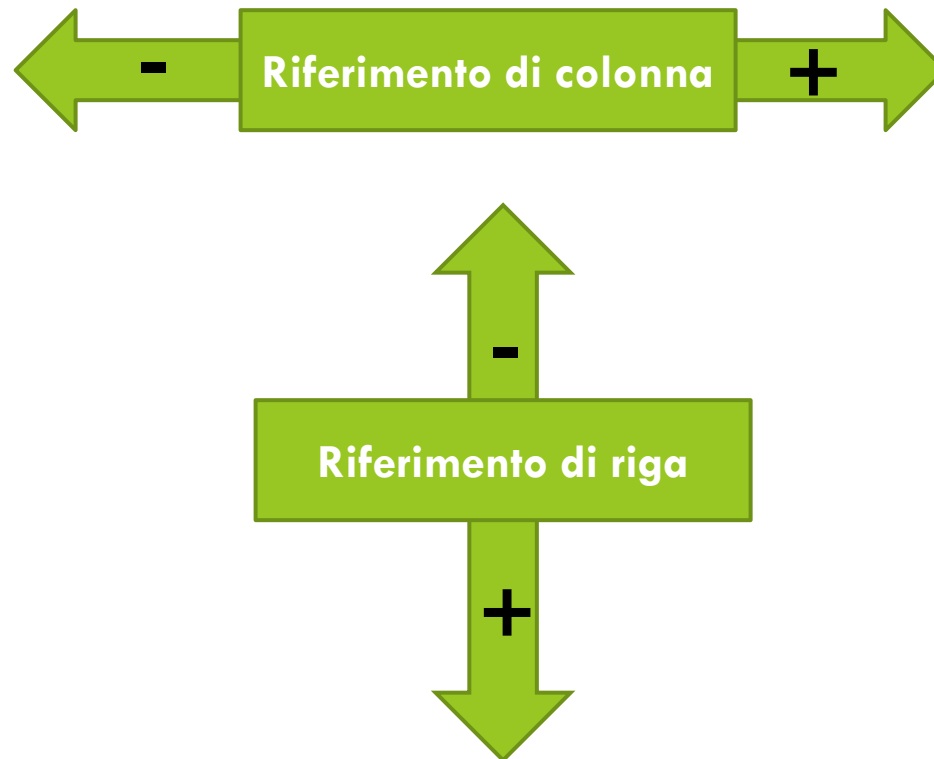 - Riferimento di colonna +
-
Riferimento di riga
+